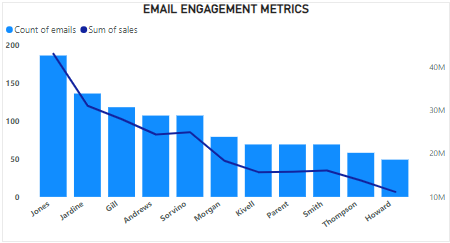 EMAIL ENGAGEMENT METRICS
Count of emails Sum of sales
200
150
100
50
0
40M
30M
20M
10M
Jones
Jardine
Gill
Andrews
Sorvino
Morgan
Kivell
Parent
Smith
Thompson
Howard